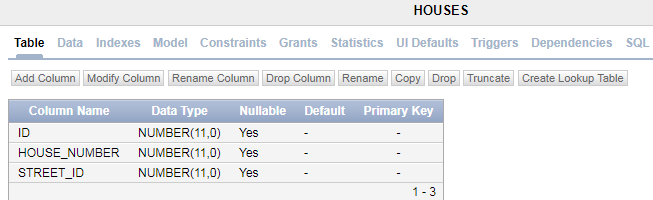 HOUSES
Table Data Indexes Model Constraints Grants Statistics UI Defaults Triggers Dependencies SQL
Add Column Modify Column Rename Column Drop Column Rename Copy Drop Truncate Create Lookup Table
Column Name Data Type Nullable Default Primary Key
ID NUMBER(11,0) Yes - -
HOUSE_NUMBER NUMBER(11,0) Yes - -
STREET_ID NUMBER(11,0) Yes - -
1 - 3